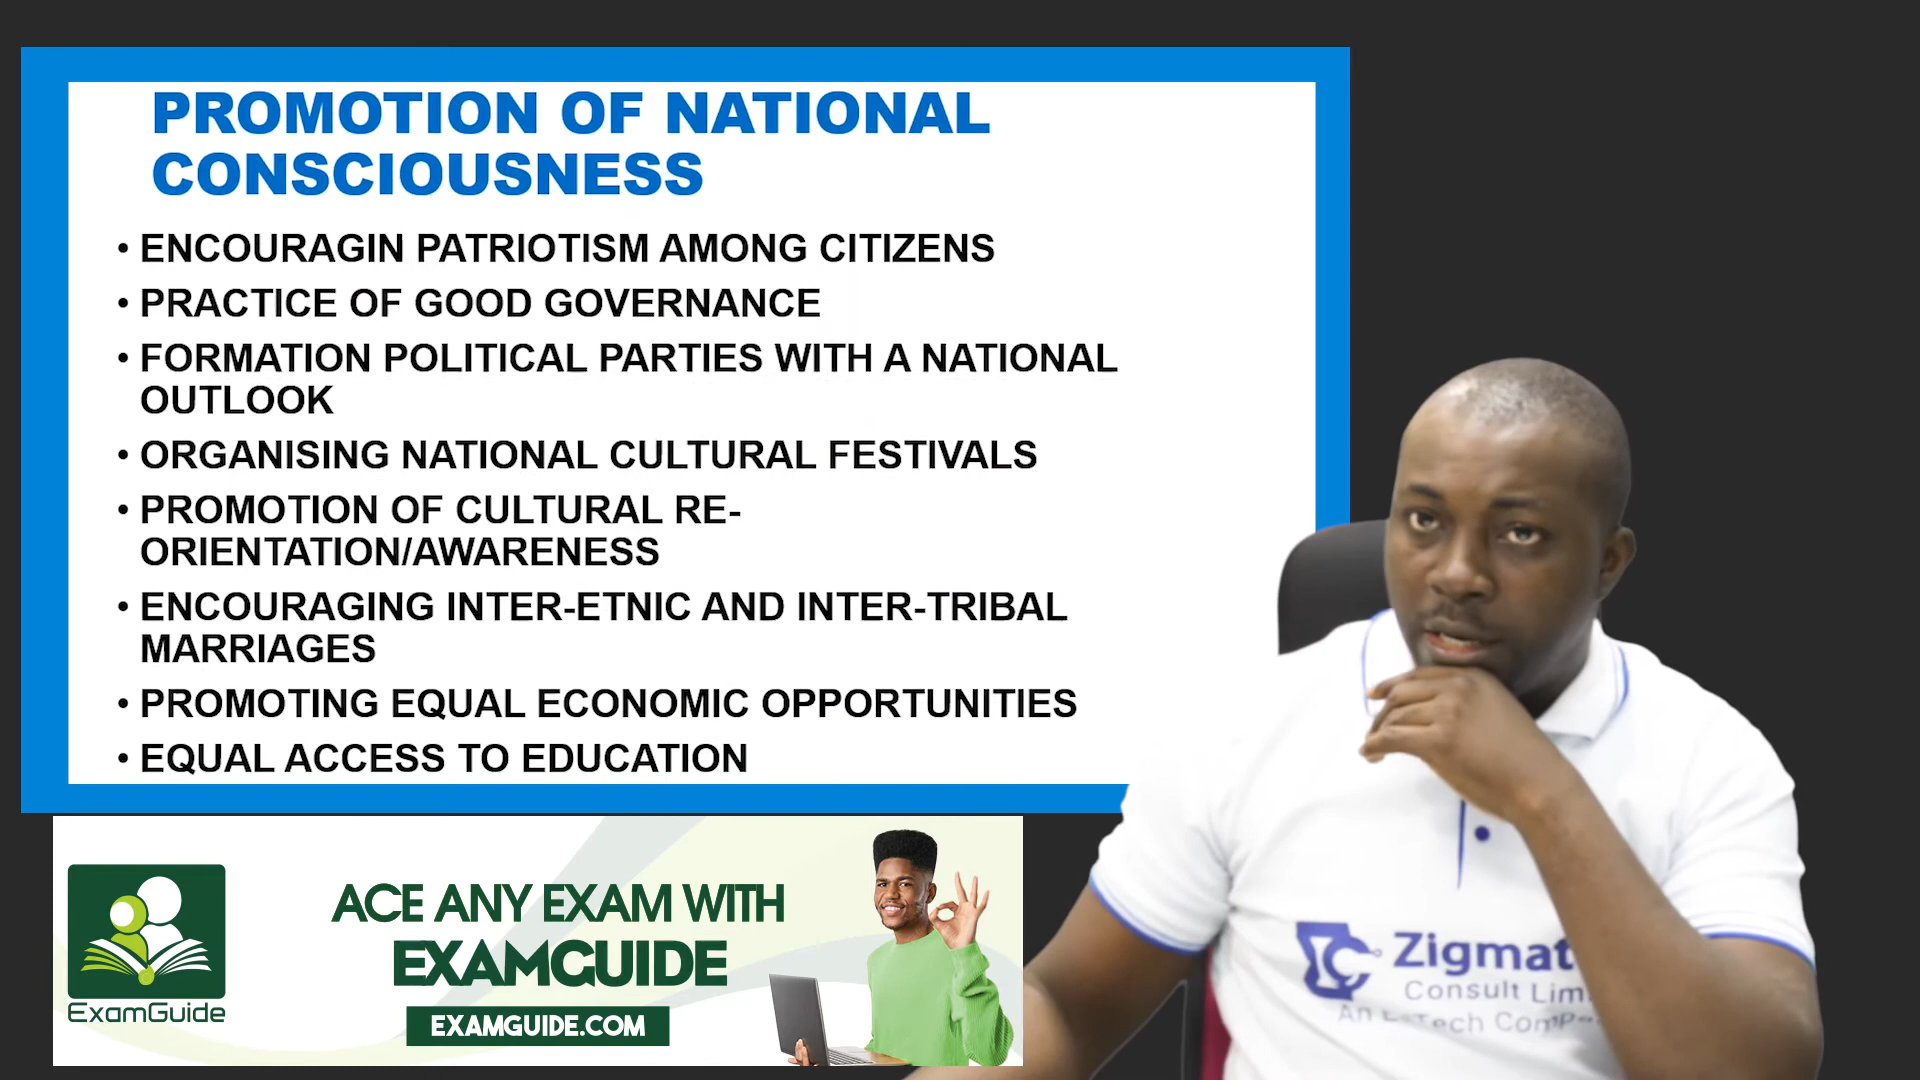 PROMOTION OF NATIONAL
CONSCIOUSNESS
• ENCOURAGIN PATRIOTISM AMONG CITIZENS
• PRACTICE OF GOOD GOVERNANCE
• FORMATION POLITICAL PARTIES WITH A NATIONAL
OUTLOOK
• ORGANISING NATIONAL CULTURAL FESTIVALS
• PROMOTION OF CULTURAL RE-
ORIENTATION/AWARENESS
• ENCOURAGING INTER-ETNIC AND INTER-TRIBAL
MARRIAGES
• PROMOTING EQUAL ECONOMIC OPPORTUNITIES
• EQUAL ACCESS TO EDUCATION
ExamGuide
ACE ANY EXAM WITH
EXAMGUIDE
EXAMGUIDE.COM
Zigmat
Consult Lim
An